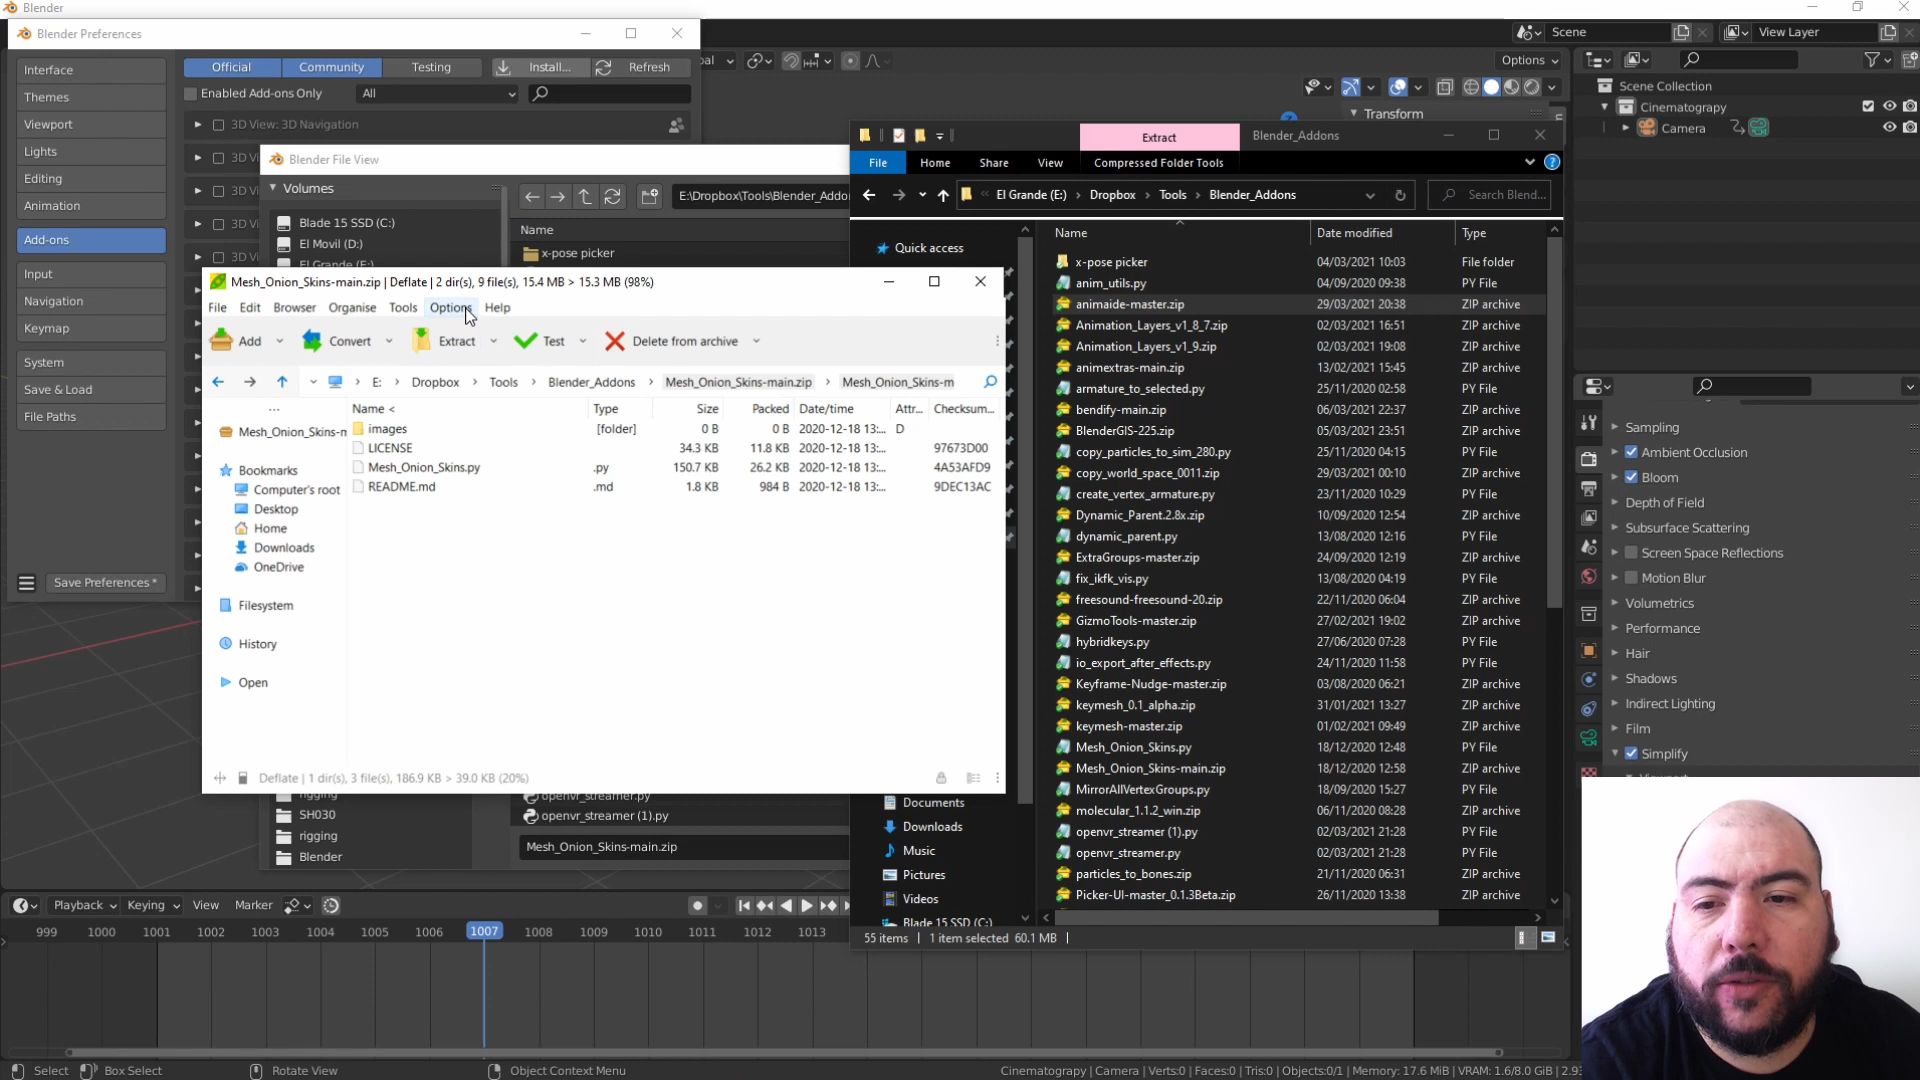 Blender
Blender Preferences
Interface
Themes
Viewport
Lights
Editing
Animation
Add-ons
Input
Navigation
Keymap
System
Save & Load
File Paths
Save Preferences *
Official
Community
Testing
Install...
Refresh
Enabled Add-ons Only
All
3D View: 3D Navigation
Blender File View
Volumes
Blade 15 SSD (C:)
El Movil (D:)
E:\Dropbox\Tools\Blender_Addo
Name
x-pose picker
Mesh_Onion_Skins-main.zip | Deflate | 2 dir(s), 9 file(s), 15.4 MB > 15.3 MB (98%)
File Edit Browser Organise Tools Options Help
Add Convert Extract Test Delete from archive
E: > Dropbox > Tools > Blender_Addons > Mesh_Onion_Skins-main.zip > Mesh_Onion_Skins-m
Name < Type Size Packed Date/time Attr... Checksum...
images [folder] 0 B 0 B 2020-12-18 13:... D
LICENSE 34.3 KB 11.8 KB 2020-12-18 13:... 97673D00
Mesh_Onion_Skins.py .py 150.7 KB 26.2 KB 2020-12-18 13:... 4A53AFD9
README.md .md 1.8 KB 984 B 2020-12-18 13:... 9DEC13AC
...
Mesh_Onion_Skins-m
Bookmarks
Computer's root
Desktop
Home
Downloads
OneDrive
Filesystem
History
Open
Deflate | 1 dir(s), 3 file(s), 186.9 KB > 39.0 KB (20%)
rigging
SH030
rigging
Blender
openvr_streamer.py
openvr_streamer (1).py
Mesh_Onion_Skins-main.zip
Options
Transform
Extract
Blender_Addons
File Home Share View Compressed Folder Tools
« El Grande (E:) > Dropbox > Tools > Blender_Addons
Search Blend...
Quick access
Documents
Downloads
Music
Pictures
Videos
Blade 15 SSD (C:)
Name Date modified Type
x-pose picker 04/03/2021 10:03 File folder
anim_utils.py 04/09/2020 09:38 PY File
animaide-master.zip 29/03/2021 20:38 ZIP archive
Animation_Layers_v1_8_7.zip 02/03/2021 16:51 ZIP archive
Animation_Layers_v1_9.zip 02/03/2021 19:08 ZIP archive
animextras-main.zip 13/02/2021 15:45 ZIP archive
armature_to_selected.py 25/11/2020 02:58 PY File
bendify-main.zip 06/03/2021 22:37 ZIP archive
BlenderGIS-225.zip 05/03/2021 23:51 ZIP archive
copy_particles_to_sim_280.py 25/11/2020 04:15 PY File
copy_world_space_0011.zip 29/03/2021 00:10 ZIP archive
create_vertex_armature.py 23/11/2020 10:29 PY File
Dynamic_Parent.2.8x.zip 10/09/2020 12:54 ZIP archive
dynamic_parent.py 13/08/2020 12:16 PY File
ExtraGroups-master.zip 24/09/2020 12:19 ZIP archive
fix_ikfk_vis.py 13/08/2020 04:19 PY File
freesound-freesound-20.zip 22/11/2020 06:04 ZIP archive
GizmoTools-master.zip 27/02/2021 19:02 ZIP archive
hybridkeys.py 27/06/2020 07:28 PY File
io_export_after_effects.py 24/11/2020 11:58 PY File
Keyframe-Nudge-master.zip 03/08/2020 06:21 ZIP archive
keymesh_0.1_alpha.zip 31/01/2021 13:27 ZIP archive
keymesh-master.zip 01/02/2021 09:49 ZIP archive
Mesh_Onion_Skins.py 18/12/2020 12:48 PY File
Mesh_Onion_Skins-main.zip 18/12/2020 12:58 ZIP archive
MirrorAllVertexGroups.py 18/09/2020 15:27 PY File
molecular_1.1.2_win.zip 06/11/2020 08:28 ZIP archive
openvr_streamer (1).py 02/03/2021 21:28 PY File
openvr_streamer.py 02/03/2021 21:28 PY File
particles_to_bones.zip 21/11/2020 06:31 ZIP archive
Picker-UI-master_0.1.3Beta.zip 26/11/2020 13:38 ZIP archive
55 items 1 item selected 60.1 MB
Scene
View Layer
Scene Collection
Cinematograpy
Camera
Sampling
Ambient Occlusion
Bloom
Depth of Field
Subsurface Scattering
Screen Space Reflections
Motion Blur
Volumetrics
Performance
Hair
Shadows
Indirect Lighting
Film
Simplify
Playback Keying View Marker
999 1000 1001 1002 1003 1004 1005 1006 1007 1008 1009 1010 1011 1012 1013
Select Box Select Rotate View Object Context Menu
Cinematograpy | Camera | Verts:0 | Faces:0 | Tris:0 | Objects:0/1 | Memory: 17.6 MiB | VRAM: 1.6/8.0 GiB | 2.93